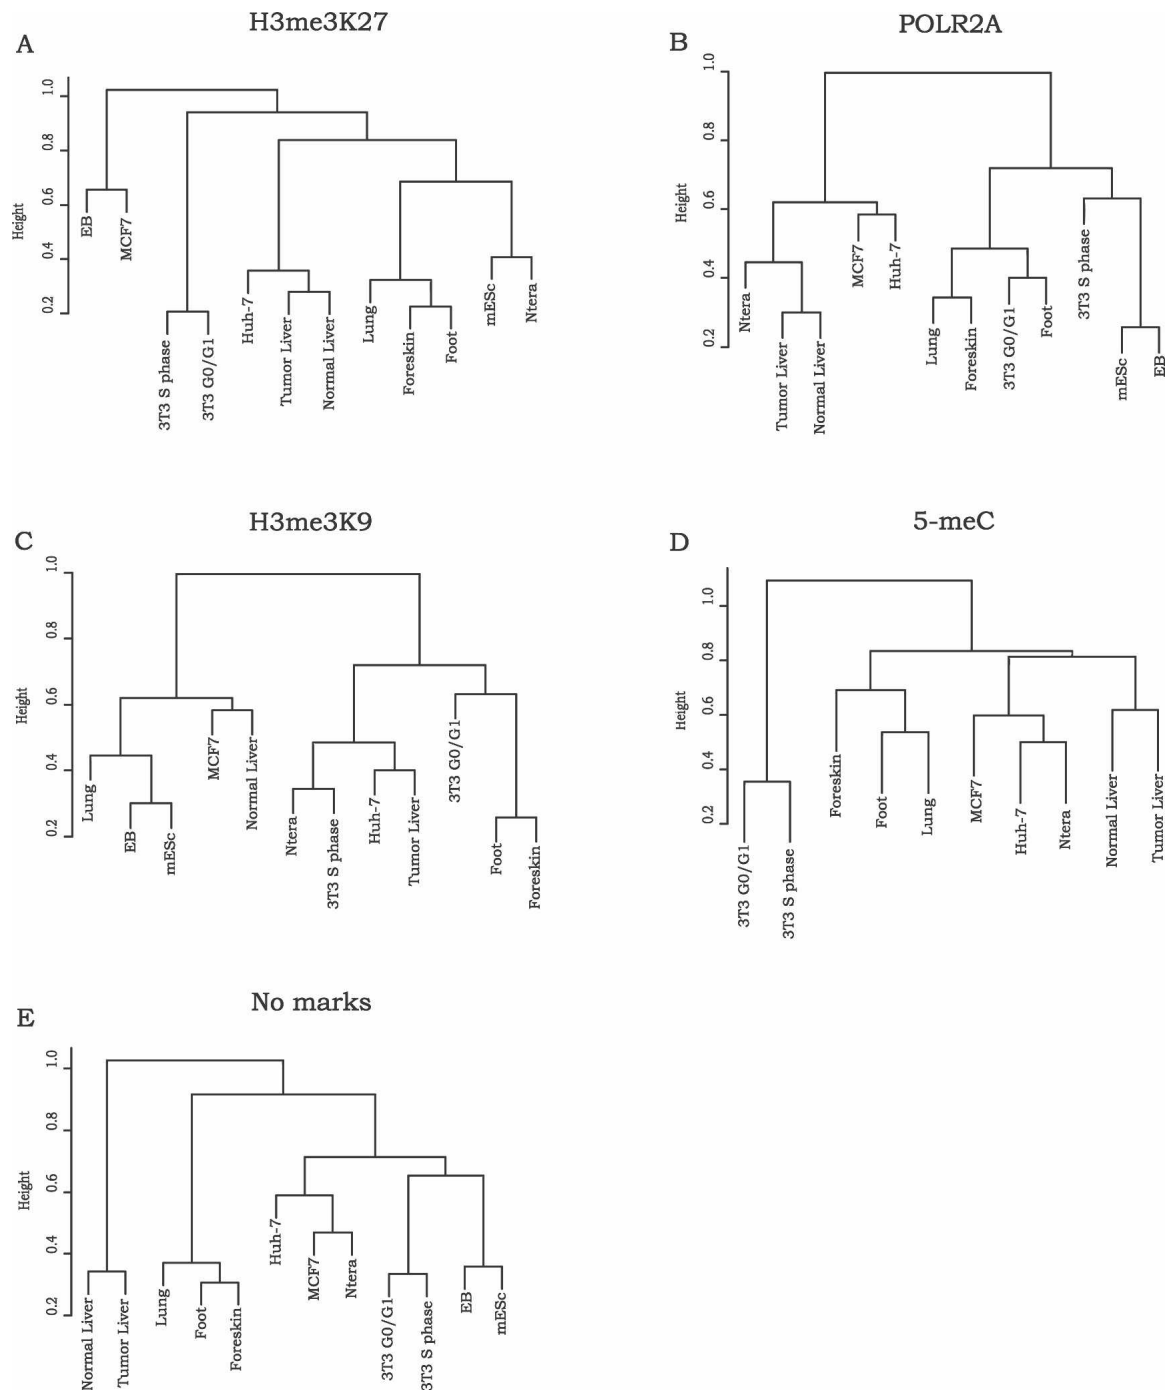 H3me3K27
A
Height
1.0
0.8
0.6
0.4
0.2
EB
MCF7
3T3 S phase
3T3 G0/G1
Huh-7
Tumor Liver
Normal Liver
Lung
Foreskin
Foot
mESc
Ntera
POLR2A
B
Height
1.0
0.8
0.6
0.4
0.2
Ntera
Tumor Liver
Normal Liver
MCF7
Huh-7
Lung
Foreskin
3T3 G0/G1
Foot
3T3 S phase
mESc
EB
H3me3K9
C
Height
1.0
0.8
0.6
0.4
0.2
Lung
EB
mESc
MCF7
Normal Liver
Ntera
3T3 S phase
Huh-7
Tumor Liver
3T3 G0/G1
Foot
Foreskin
5-meC
D
Height
1.0
0.8
0.6
0.4
0.2
3T3 G0/G1
3T3 S phase
Foreskin
Foot
Lung
MCF7
Huh-7
Ntera
Normal Liver
Tumor Liver
No marks
E
Height
1.0
0.8
0.6
0.4
0.2
Normal Liver
Tumor Liver
Lung
Foot
Foreskin
Huh-7
MCF7
Ntera
3T3 G0/G1
3T3 S phase
EB
mESc